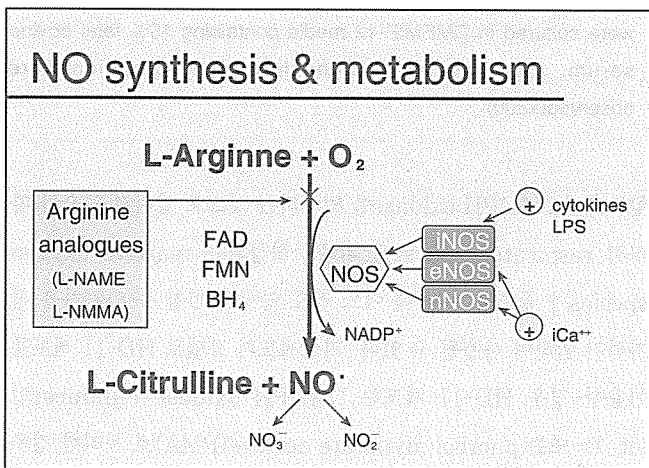 NO synthesis & metabolism
L-Arginne + O₂
Arginine
analogues
(L-NAME
L-NMMA)
FAD
FMN
BH₄
NOS
iNOS
eNOS
nNOS
+
cytokines
LPS
+
iCa⁺⁺
NADP⁺
L-Citrulline + NO˙
NO₃⁻ NO₂⁻